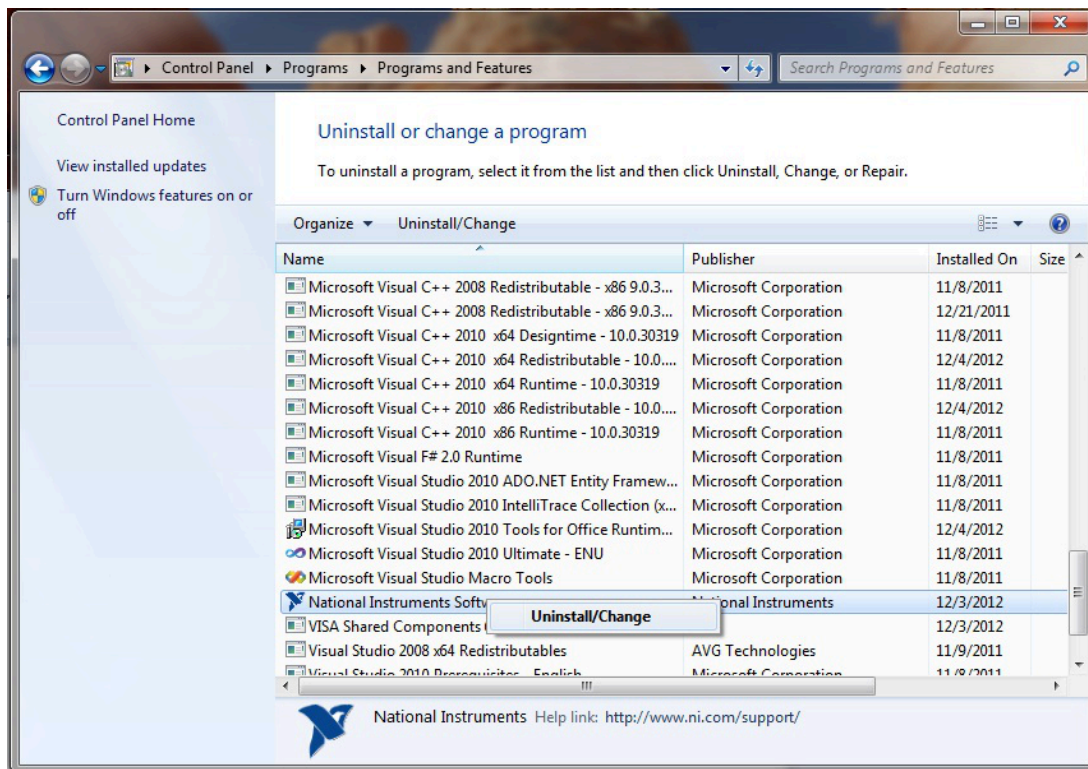 Control Panel ▸ Programs ▸ Programs and Features
Search Programs and Features
Control Panel Home
View installed updates
Turn Windows features on or
off
Uninstall or change a program
To uninstall a program, select it from the list and then click Uninstall, Change, or Repair.
Organize Uninstall/Change
Name Publisher Installed On Size
Microsoft Visual C++ 2008 Redistributable - x86 9.0.3... Microsoft Corporation 11/8/2011
Microsoft Visual C++ 2008 Redistributable - x86 9.0.3... Microsoft Corporation 12/21/2011
Microsoft Visual C++ 2010 x64 Designtime - 10.0.30319 Microsoft Corporation 11/8/2011
Microsoft Visual C++ 2010 x64 Redistributable - 10.0.... Microsoft Corporation 12/4/2012
Microsoft Visual C++ 2010 x64 Runtime - 10.0.30319 Microsoft Corporation 11/8/2011
Microsoft Visual C++ 2010 x86 Redistributable - 10.0.... Microsoft Corporation 12/4/2012
Microsoft Visual C++ 2010 x86 Runtime - 10.0.30319 Microsoft Corporation 11/8/2011
Microsoft Visual F# 2.0 Runtime Microsoft Corporation 11/8/2011
Microsoft Visual Studio 2010 ADO.NET Entity Framew... Microsoft Corporation 11/8/2011
Microsoft Visual Studio 2010 IntelliTrace Collection (x... Microsoft Corporation 11/8/2011
Microsoft Visual Studio 2010 Tools for Office Runtim... Microsoft Corporation 12/4/2012
Microsoft Visual Studio 2010 Ultimate - ENU Microsoft Corporation 11/8/2011
Microsoft Visual Studio Macro Tools Microsoft Corporation 11/8/2011
National Instruments Instruments 12/3/2012
Uninstall/Change
VISA Shared Components 12/3/2012
Visual Studio 2008 x64 Redistributables AVG Technologies 11/9/2011
Visual Studio 2010 Prerequisites - English Microsoft Corporation 11/8/2011
National Instruments Help link: http://www.ni.com/support/